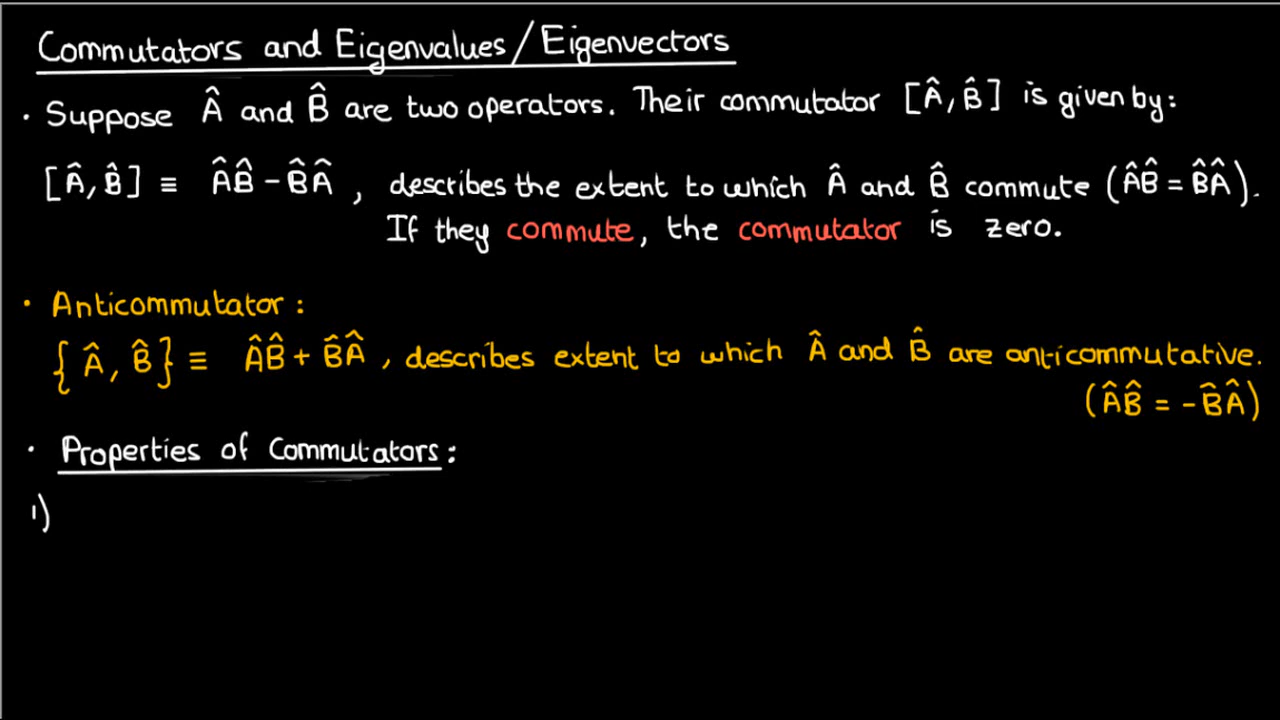 Commutators and Eigenvalues/Eigenvectors
· Suppose Â and B̂ are two operators. Their commutator [Â, B̂] is given by:
[Â, B̂] ≡ ÂB̂ - B̂Â , describes the extent to which Â and B̂ commute (ÂB̂ = B̂Â).
If they commute, the commutator is zero.
· Anticommutator:
{Â, B̂} ≡ ÂB̂ + B̂Â , describes extent to which Â and B̂ are anticommutative.
(ÂB̂ = -B̂Â)
· Properties of Commutators:
1)